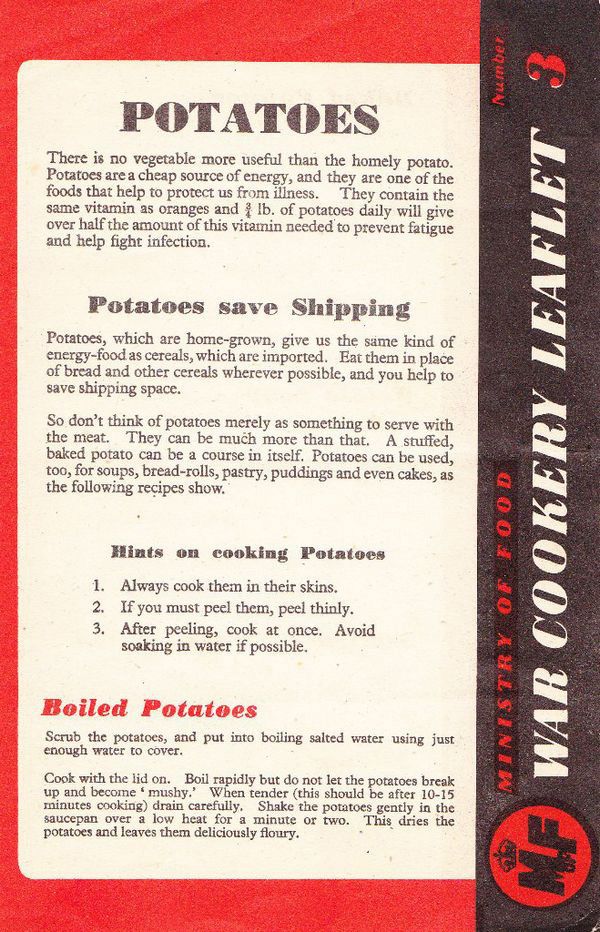 POTATOES
There is no vegetable more useful than the homely potato.
Potatoes are a cheap source of energy, and they are one of the
foods that help to protect us from illness. They contain the
same vitamin as oranges and ¾ lb. of potatoes daily will give
over half the amount of this vitamin needed to prevent fatigue
and help fight infection.
Potatoes save Shipping
Potatoes, which are home-grown, give us the same kind of
energy-food as cereals, which are imported. Eat them in place
of bread and other cereals wherever possible, and you help to
save shipping space.
So don't think of potatoes merely as something to serve with
the meat. They can be much more than that. A stuffed,
baked potato can be a course in itself. Potatoes can be used,
too, for soups, bread-rolls, pastry, puddings and even cakes, as
the following recipes show.
Hints on cooking Potatoes
1. Always cook them in their skins.
2. If you must peel them, peel thinly.
3. After peeling, cook at once. Avoid
soaking in water if possible.
Boiled Potatoes
Scrub the potatoes, and put into boiling salted water using just
enough water to cover.
Cook with the lid on. Boil rapidly but do not let the potatoes break
up and become ‘mushy.’ When tender (this should be after 10-15
minutes cooking) drain carefully. Shake the potatoes gently in the
saucepan over a low heat for a minute or two. This dries the
potatoes and leaves them deliciously floury.
MINISTRY OF FOOD
WAR COOKERY LEAFLET
Number
3
MoF